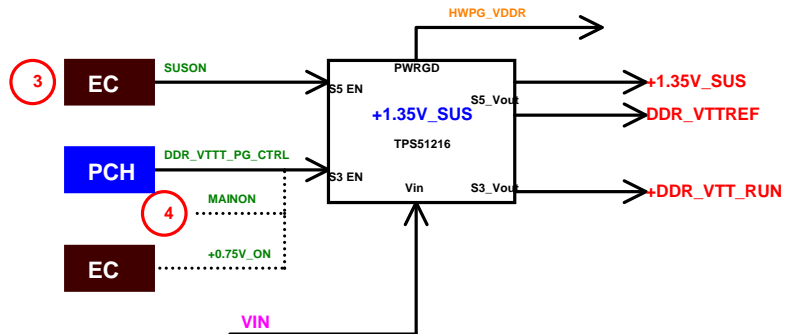 HWPG_VDDR
3
EC
SUSON
PWRGD
S5 EN
+1.35V_SUS
S5_Vout
+1.35V_SUS
DDR_VTTREF
TPS51216
PCH
DDR_VTTT_PG_CTRL
S3 EN
Vin
S3_Vout
+DDR_VTT_RUN
4
MAINON
EC
+0.75V_ON
VIN